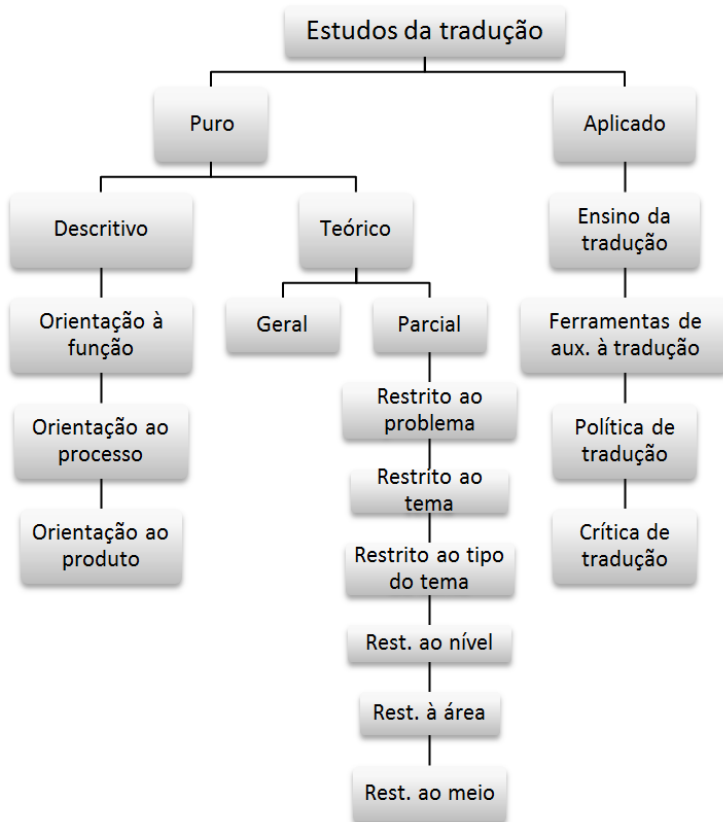 Estudos da tradução
Puro
Aplicado
Descritivo
Teórico
Ensino da
tradução
Orientação à
função
Geral
Parcial
Ferramentas de
aux. à tradução
Restrito ao
problema
Orientação ao
processo
Política de
tradução
Restrito ao
tema
Orientação ao
produto
Crítica de
tradução
Restrito ao tipo
do tema
Rest. ao nível
Rest. à área
Rest. ao meio